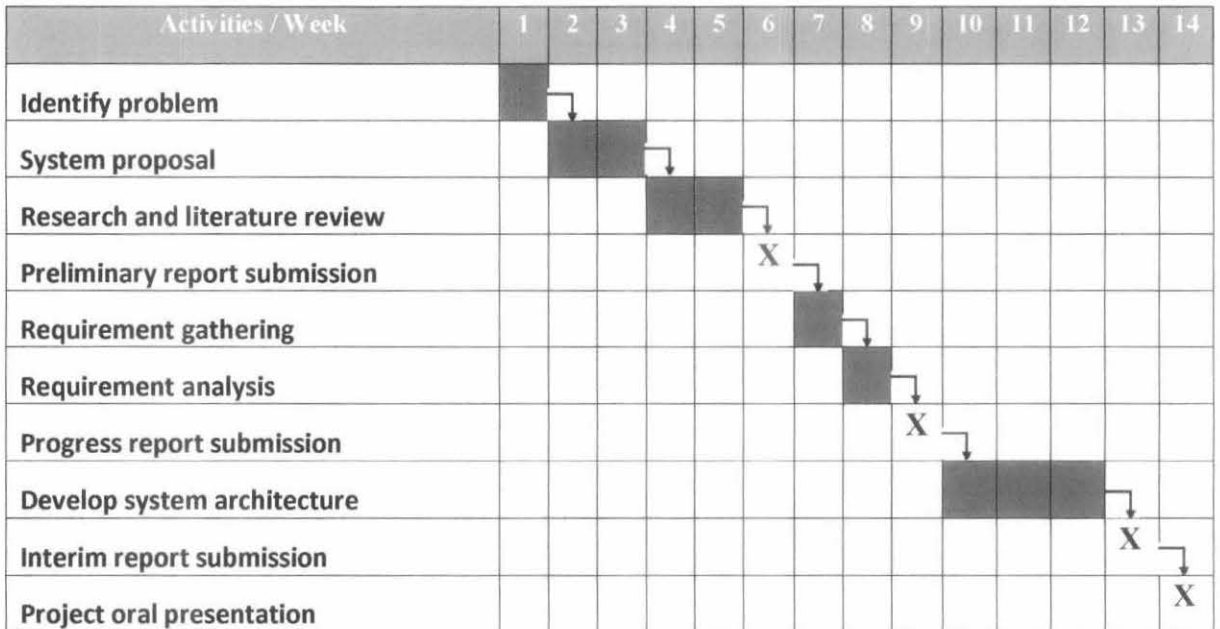 Activities / Week 1 2 3 4 5 6 7 8 9 10 11 12 13 14
Identify problem
System proposal
Research and literature review
Preliminary report submission X
Requirement gathering
Requirement analysis
Progress report submission X
Develop system architecture
Interim report submission X
Project oral presentation X